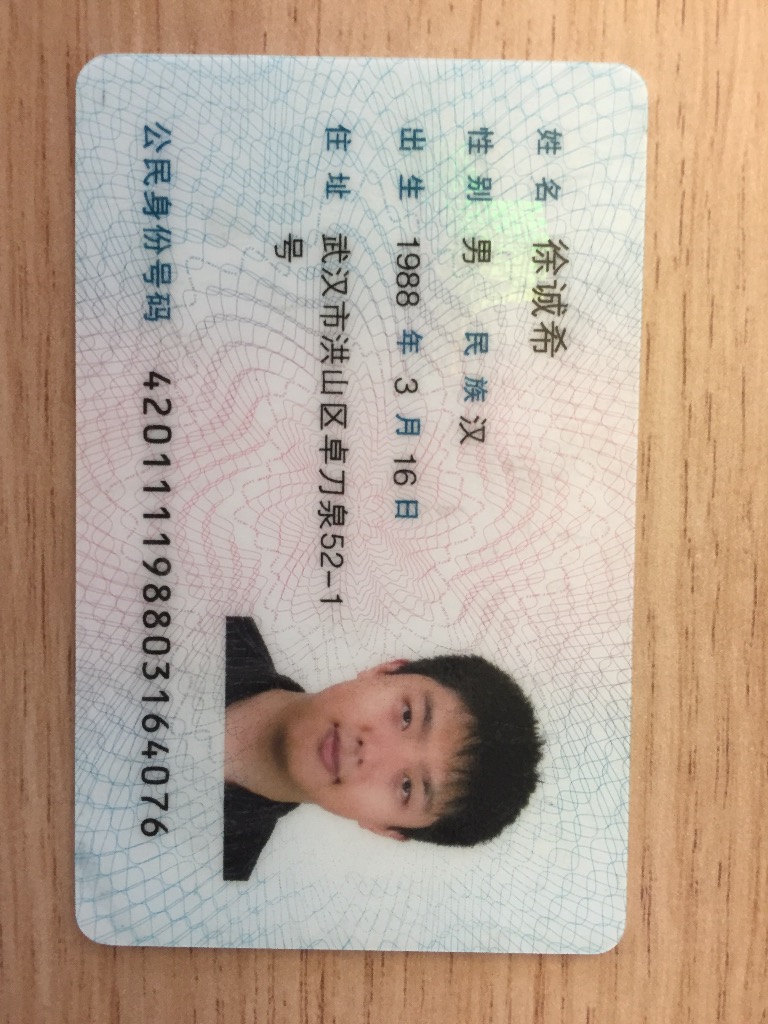 姓名 徐诚希
性别 男 民族 汉
出生 1988 年 3 月 16 日
住址 武汉市洪山区卓刀泉52-1
号
公民身份号码 420111198803164076